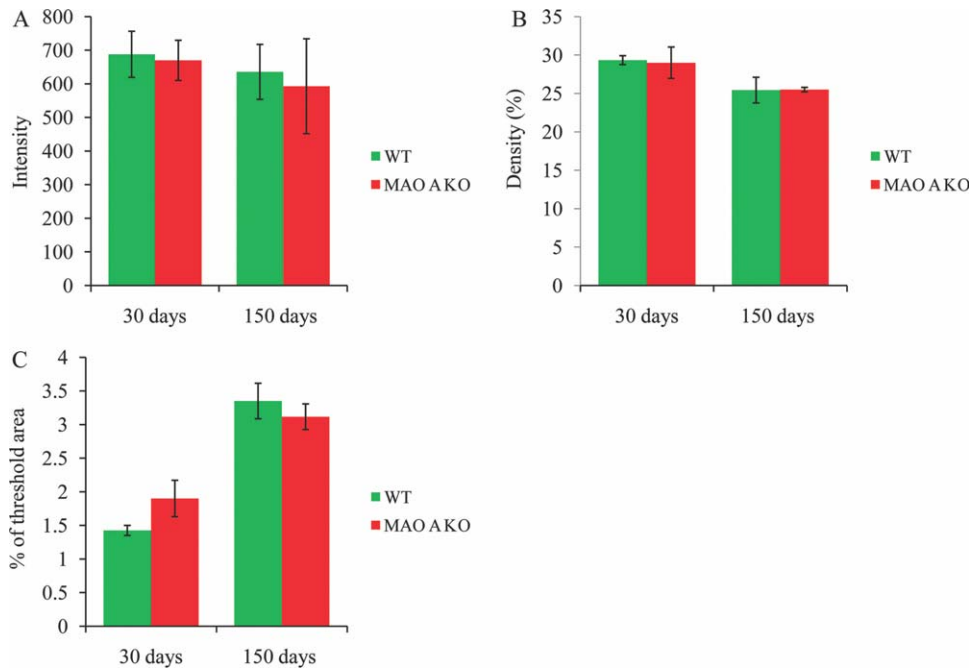 A
Intensity
800
700
600
500
400
300
200
100
0
30 days
150 days
WT
MAO A KO
B
Density (%)
35
30
25
20
15
10
5
0
30 days
150 days
WT
MAO A KO
C
% of threshold area
4
3.5
3
2.5
2
1.5
1
0.5
0
30 days
150 days
WT
MAO A KO